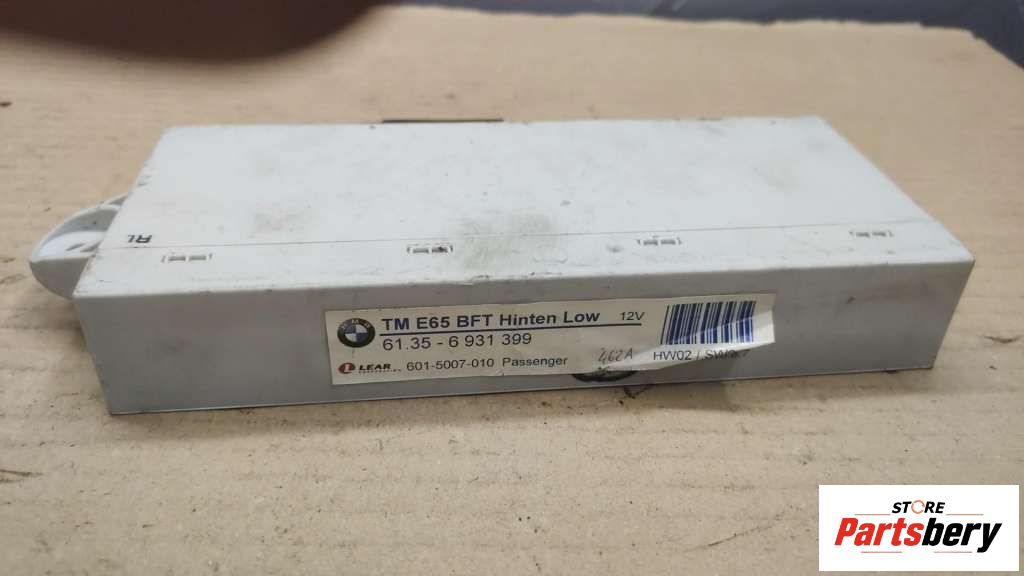 RL
TM E65 BFT Hinten Low 12V
61.35 - 6 931 399
LEAR 601-5007-010 Passenger
462A
HW02 / SW
STORE
Partsbery